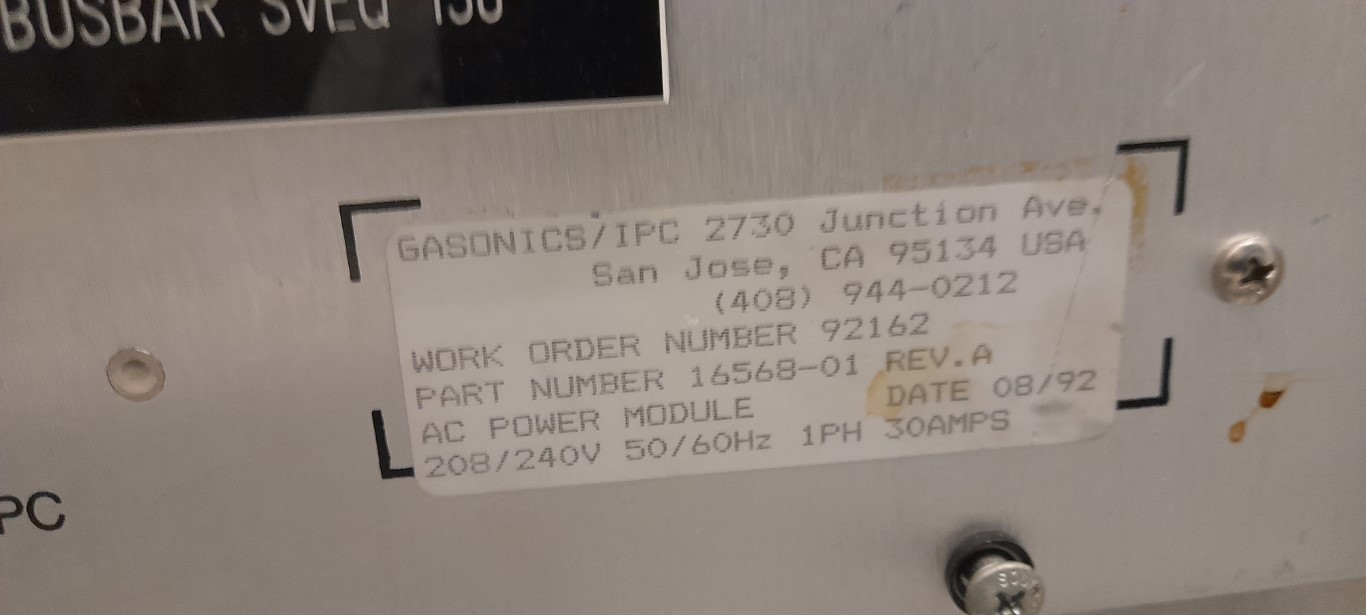 BUSBAR SVEQ 130
GASONICS/IPC 2730 Junction Ave.
San Jose, CA 95134 USA
(408) 944-0212
WORK ORDER NUMBER 92162
PART NUMBER 16568-01 REV.A
AC POWER MODULE DATE 08/92
208/240V 50/60Hz 1PH 30AMPS
PC